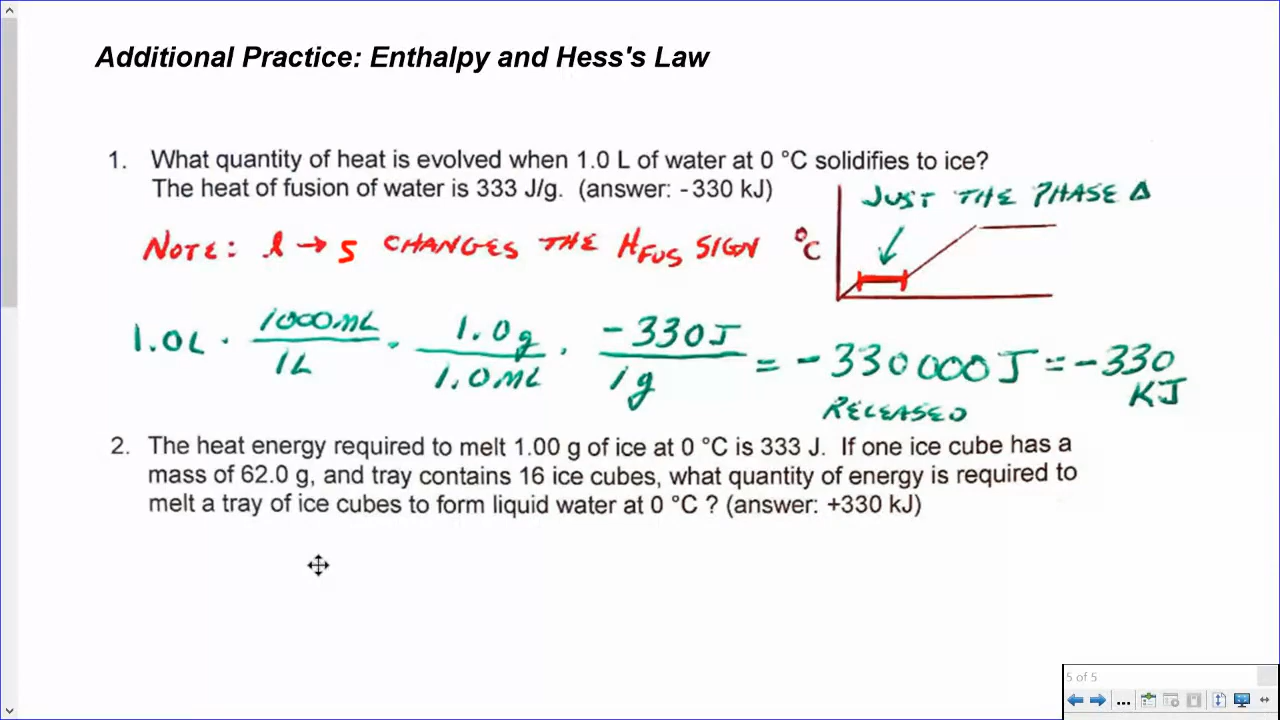 Additional Practice: Enthalpy and Hess's Law
1. What quantity of heat is evolved when 1.0 L of water at 0 °C solidifies to ice?
The heat of fusion of water is 333 J/g. (answer: -330 kJ)
JUST THE PHASE Δ
NOTE: l → S CHANGES THE HFUS SIGN
°C
1.0L · 1000mL / 1L · 1.0g / 1.0mL · -330J / 1g = -330000J = -330 KJ
RELEASED
2. The heat energy required to melt 1.00 g of ice at 0 °C is 333 J. If one ice cube has a
mass of 62.0 g, and tray contains 16 ice cubes, what quantity of energy is required to
melt a tray of ice cubes to form liquid water at 0 °C ? (answer: +330 kJ)
5 of 5